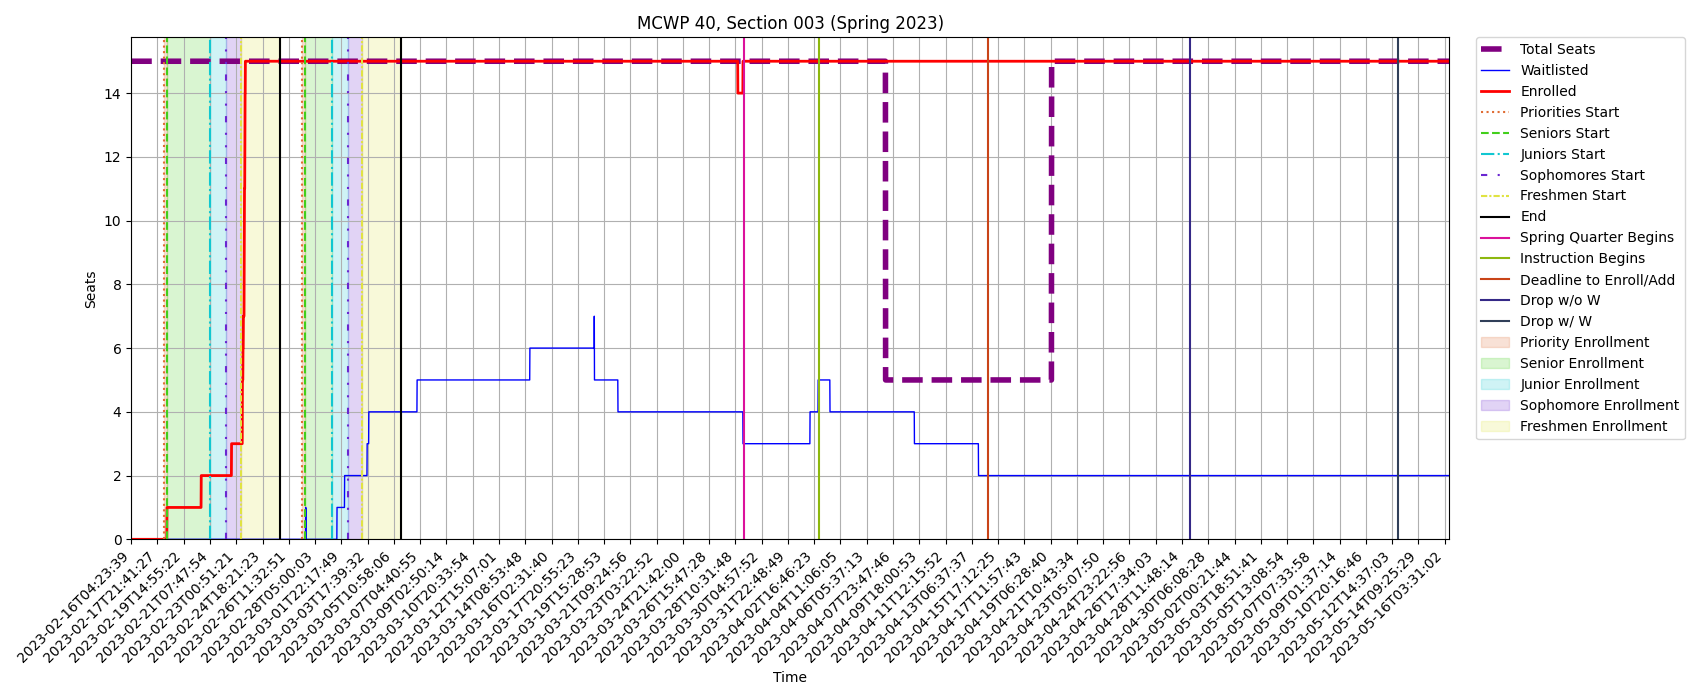 MCWP 40, Section 003 (Spring 2023)
Seats
14
12
10
8
6
4
2
0
2023-02-16T04:23:39
2023-02-17T21:41:27
2023-02-19T14:55:22
2023-02-21T07:47:54
2023-02-23T00:51:21
2023-02-24T18:21:23
2023-02-26T11:32:51
2023-02-28T05:00:03
2023-03-01T22:17:49
2023-03-03T17:39:32
2023-03-05T10:58:06
2023-03-07T04:40:55
2023-03-09T02:50:14
2023-03-10T20:33:54
2023-03-12T15:07:01
2023-03-14T08:53:48
2023-03-16T02:31:40
2023-03-17T20:55:23
2023-03-19T15:28:53
2023-03-21T09:24:56
2023-03-23T03:22:52
2023-03-24T21:42:00
2023-03-26T15:47:28
2023-03-28T10:31:48
2023-03-30T04:57:52
2023-03-31T22:48:49
2023-04-02T16:46:23
2023-04-04T11:06:05
2023-04-06T05:37:13
2023-04-07T23:47:46
2023-04-09T18:00:53
2023-04-11T12:15:52
2023-04-13T06:37:37
2023-04-15T17:12:25
2023-04-17T11:57:43
2023-04-19T06:28:40
2023-04-21T10:43:34
2023-04-23T05:07:50
2023-04-24T23:22:56
2023-04-26T17:34:03
2023-04-28T11:48:14
2023-04-30T06:08:28
2023-05-02T00:21:44
2023-05-03T18:51:41
2023-05-05T13:08:54
2023-05-07T07:33:58
2023-05-09T01:37:14
2023-05-10T20:16:46
2023-05-12T14:37:03
2023-05-14T09:25:29
2023-05-16T03:31:02
Time
Total Seats
Waitlisted
Enrolled
Priorities Start
Seniors Start
Juniors Start
Sophomores Start
Freshmen Start
End
Spring Quarter Begins
Instruction Begins
Deadline to Enroll/Add
Drop w/o W
Drop w/ W
Priority Enrollment
Senior Enrollment
Junior Enrollment
Sophomore Enrollment
Freshmen Enrollment